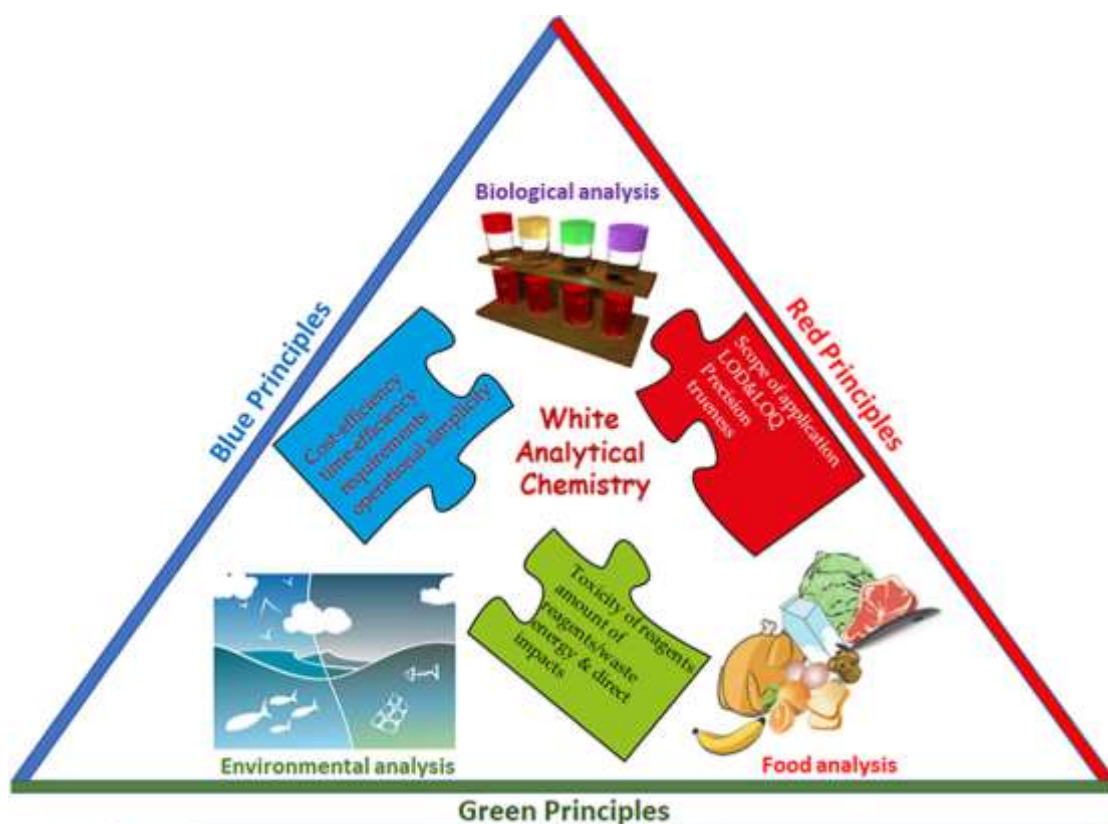 Biological analysis
Blue Principles
Red Principles
Cost-efficiency
time-efficiency
requirements
operational simplicity
White
Analytical
Chemistry
Scope of application
LOD&LOQ
Precision
trueness
Toxicity of reagents
amount of
reagents/waste
energy & direct
impacts
Environmental analysis
Food analysis
Green Principles